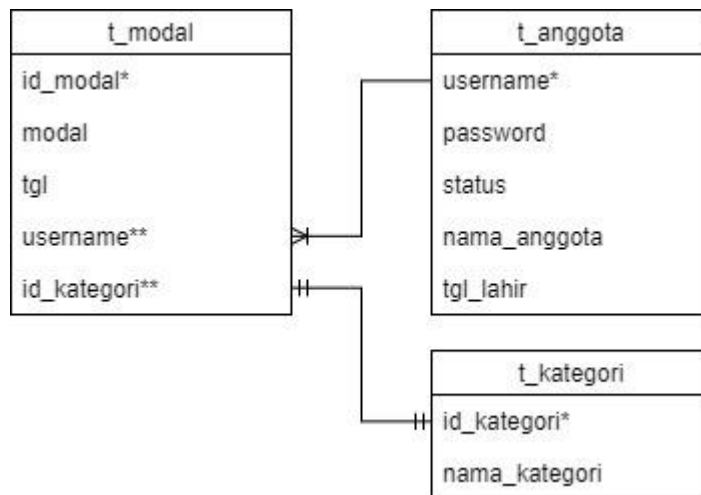 t_modal
id_modal*
modal
tgl
username**
id_kategori**
t_anggota
username*
password
status
nama_anggota
tgl_lahir
t_kategori
id_kategori*
nama_kategori